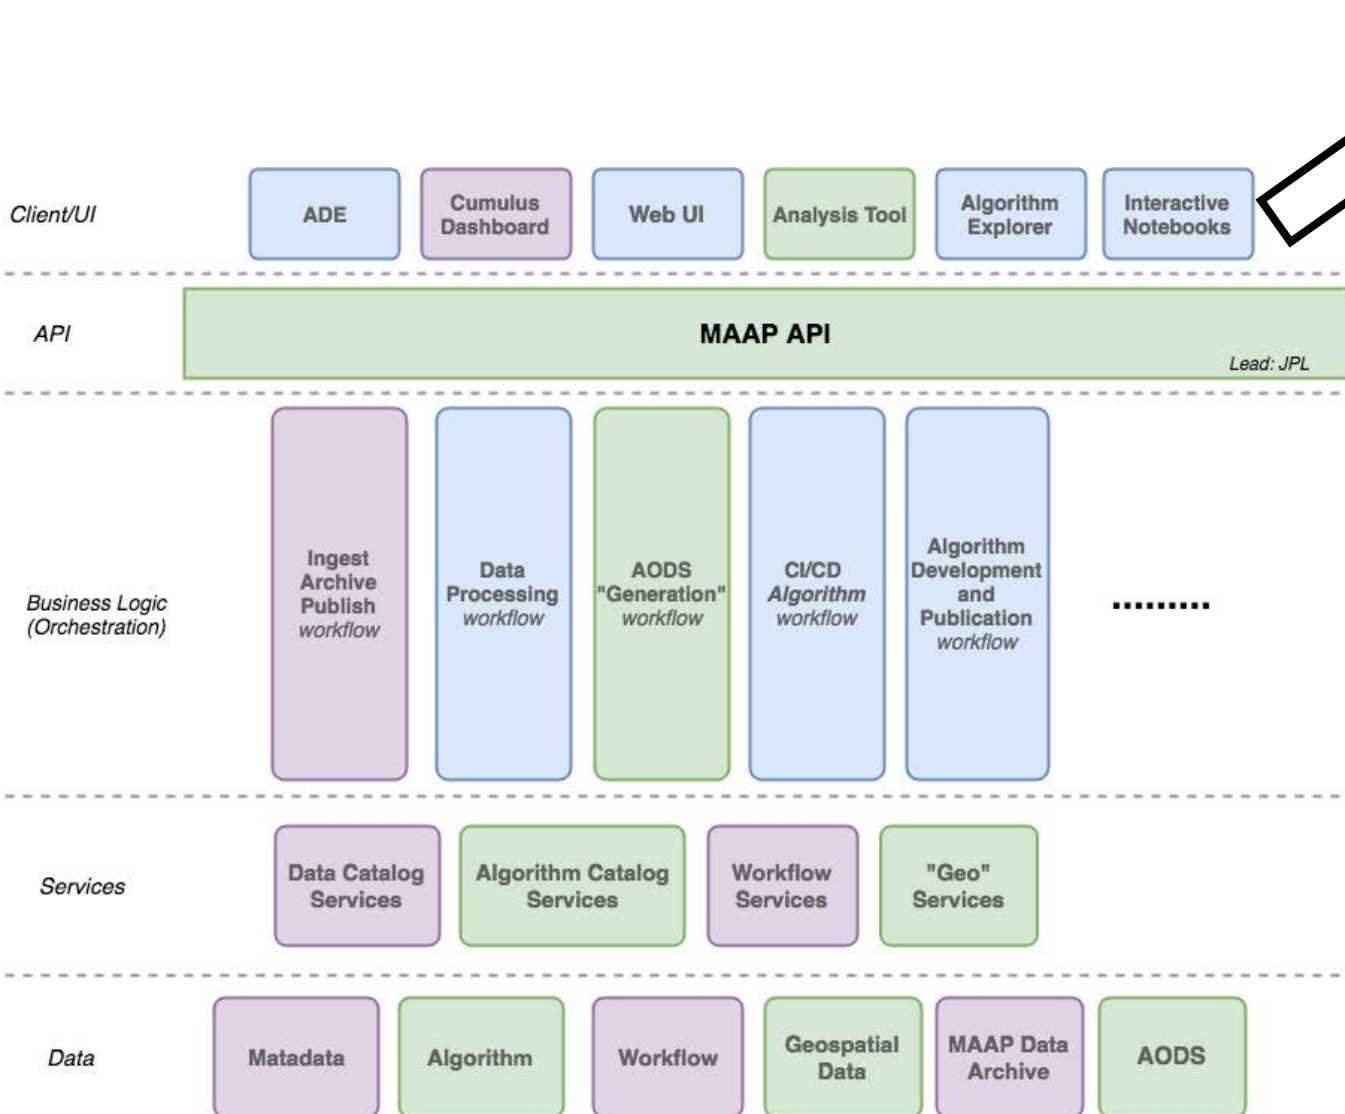 Client/UI
ADE
Cumulus
Dashboard
Web UI
Analysis Tool
Algorithm
Explorer
Interactive
Notebooks
API
MAAP API
Lead: JPL
Business Logic
(Orchestration)
Ingest
Archive
Publish
workflow
Data
Processing
workflow
AODS
"Generation"
workflow
CI/CD
Algorithm
workflow
Algorithm
Development
and
Publication
workflow
.........
Services
Data Catalog
Services
Algorithm Catalog
Services
Workflow
Services
"Geo"
Services
Data
Matadata
Algorithm
Workflow
Geospatial
Data
MAAP Data
Archive
AODS